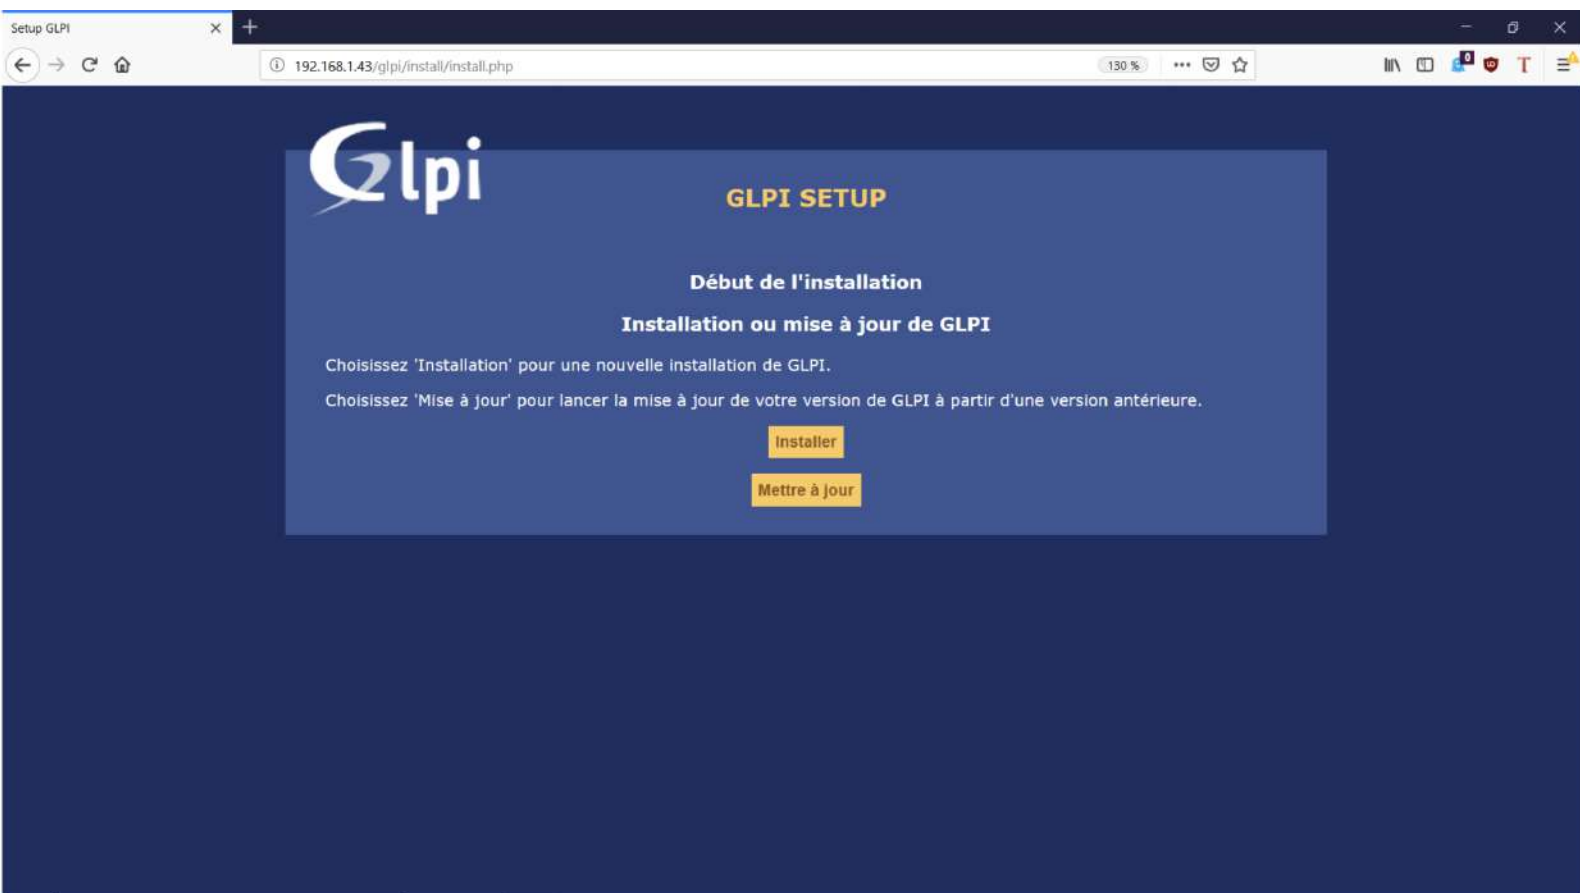 Setup GLPI
192.168.1.43/glpi/install/install.php
130 %
0
T
Glpi
GLPI SETUP
Début de l'installation
Installation ou mise à jour de GLPI
Choisissez 'Installation' pour une nouvelle installation de GLPI.
Choisissez 'Mise à jour' pour lancer la mise à jour de votre version de GLPI à partir d'une version antérieure.
Installer
Mettre à jour